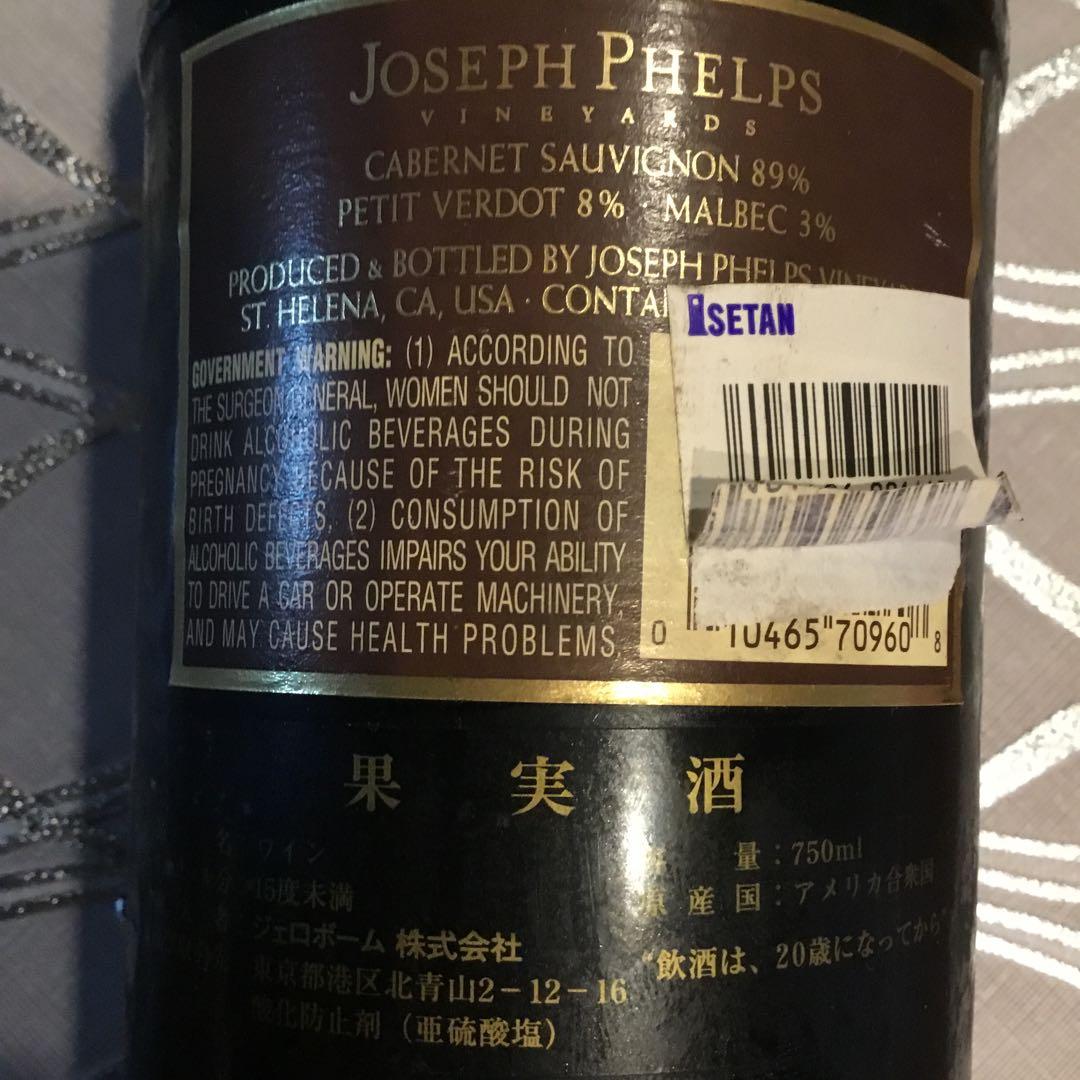 JOSEPH PHELPS
VINEYARDS
CABERNET SAUVIGNON 89%
PETIT VERDOT 8% · MALBEC 3%
PRODUCED & BOTTLED BY JOSEPH PHELPS
ST. HELENA, CA, USA ·
ISETAN
GOVERNMENT WARNING: (1) ACCORDING TO
THE SURGEON GENERAL, WOMEN SHOULD NOT
DRINK ALCOHOLIC BEVERAGES DURING
PREGNANCY BECAUSE OF THE RISK OF
BIRTH DEFECTS. (2) CONSUMPTION OF
ALCOHOLIC BEVERAGES IMPAIRS YOUR ABILITY
TO DRIVE A CAR OR OPERATE MACHINERY,
AND MAY CAUSE HEALTH PROBLEMS.
0 10465 70960 8
果実酒
名 ワイン
量:750ml
15度未満
原産国:アメリカ合衆国
ジェロボーム 株式会社
“飲酒は、20歳になってから”
東京都港区北青山2-12-16
酸化防止剤(亜硫酸塩)